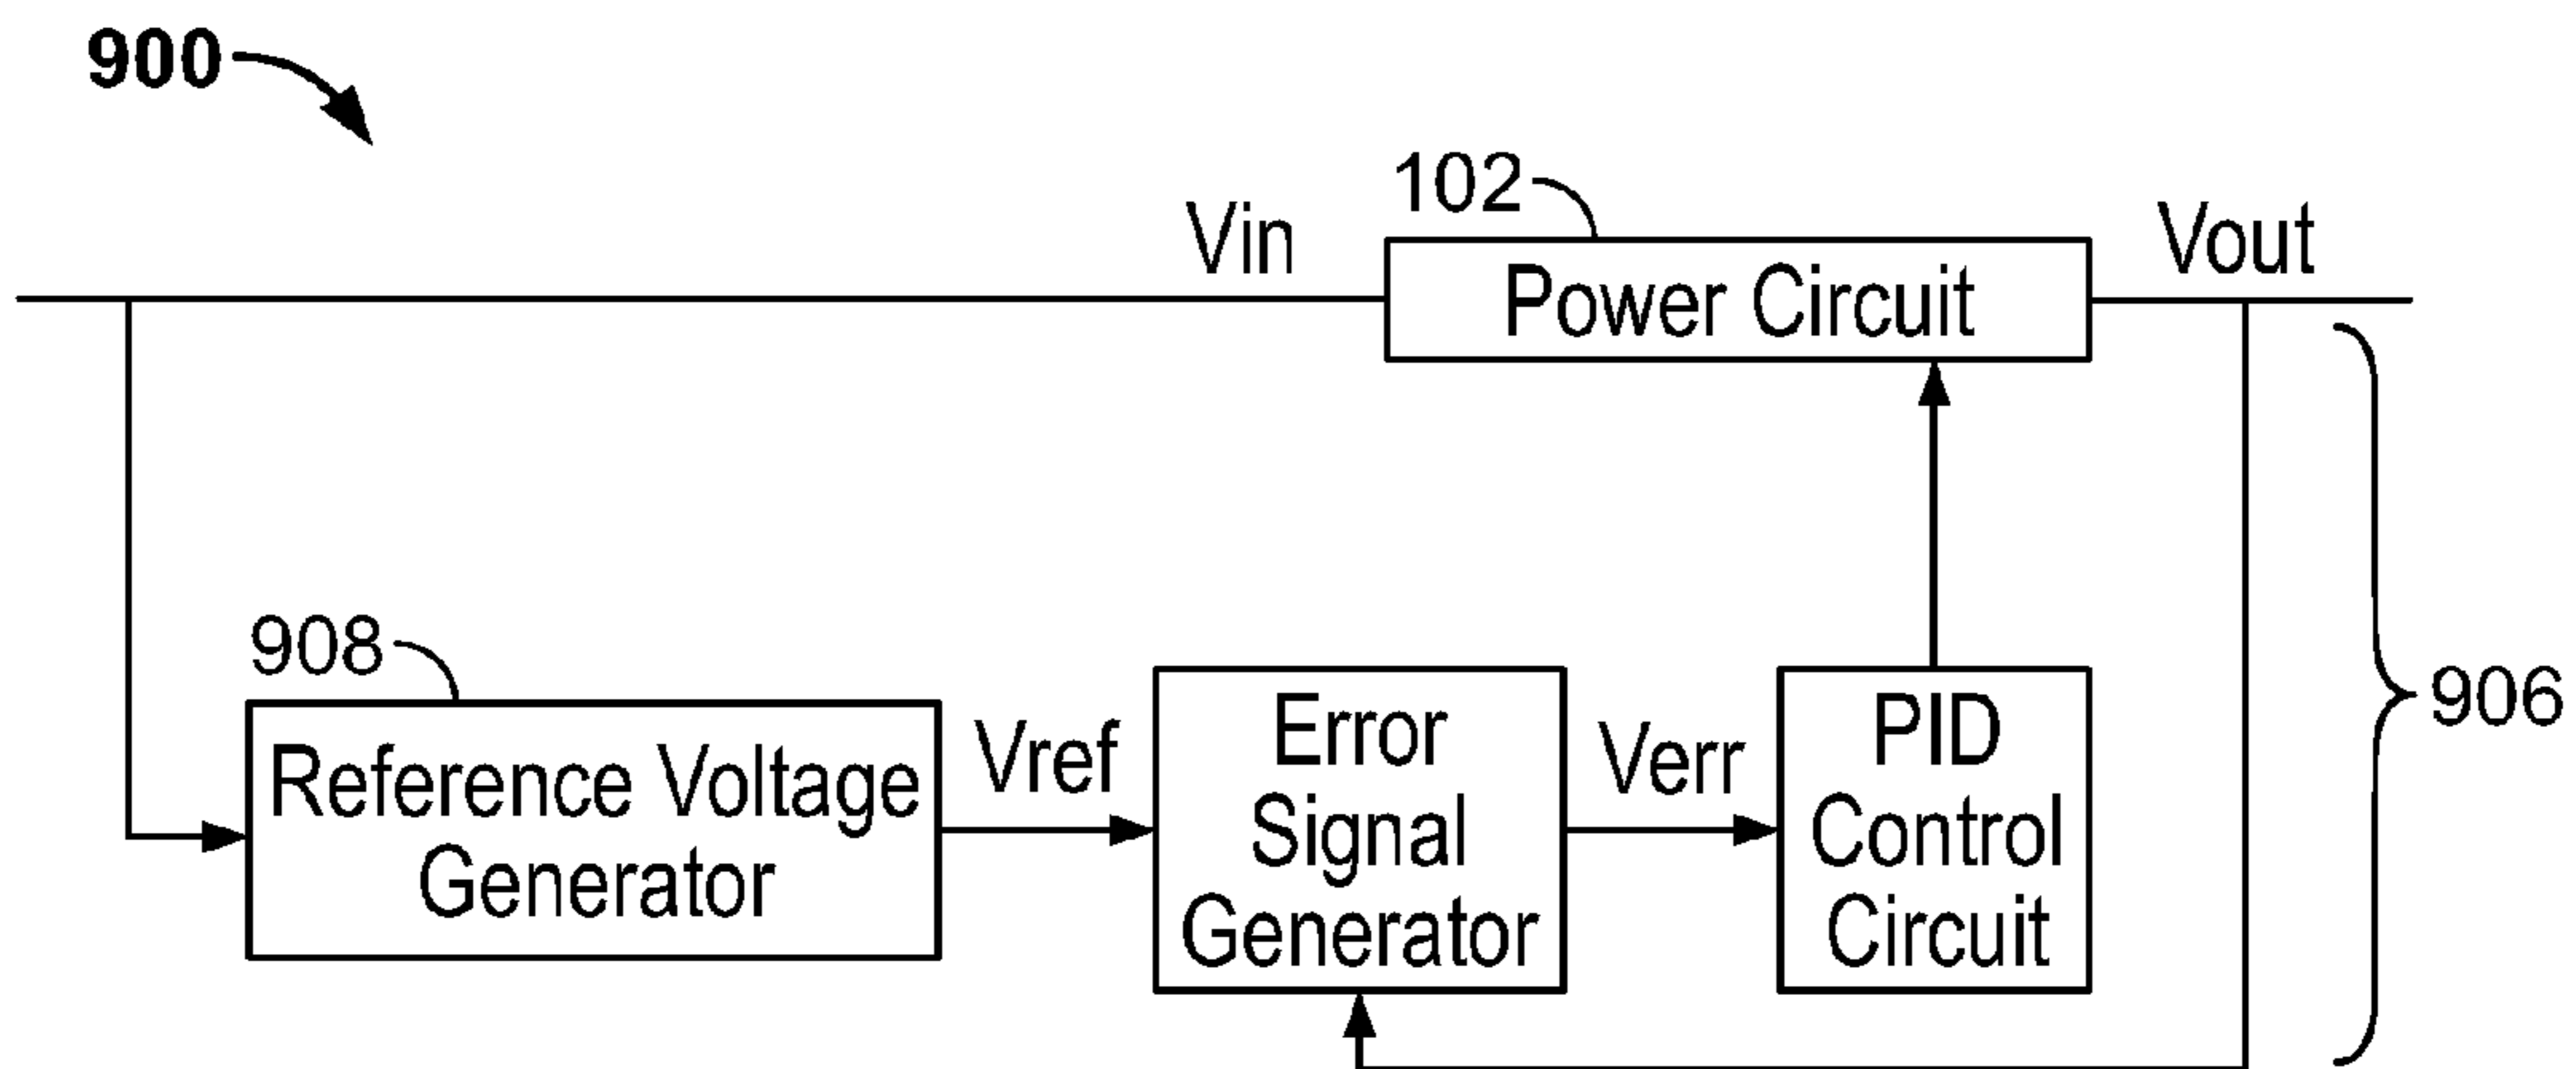 900
102
Vin
Vout
Power Circuit
908
Reference Voltage
Generator
Vref
Error
Signal
Generator
Verr
PID
Control
Circuit
906